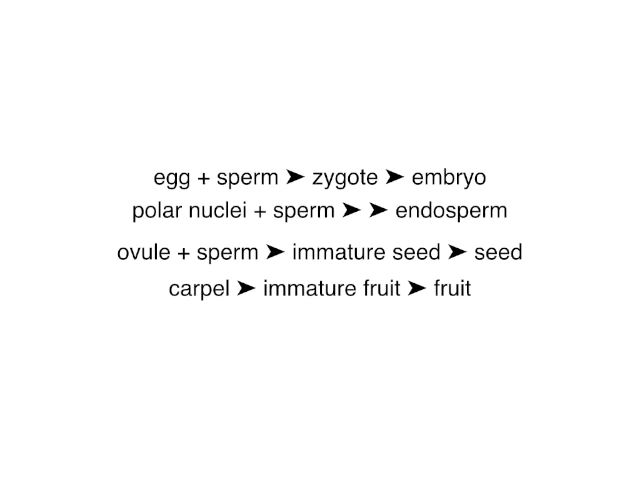 egg + sperm ➤ zygote ➤ embryo
polar nuclei + sperm ➤ ➤ endosperm
ovule + sperm ➤ immature seed ➤ seed
carpel ➤ immature fruit ➤ fruit